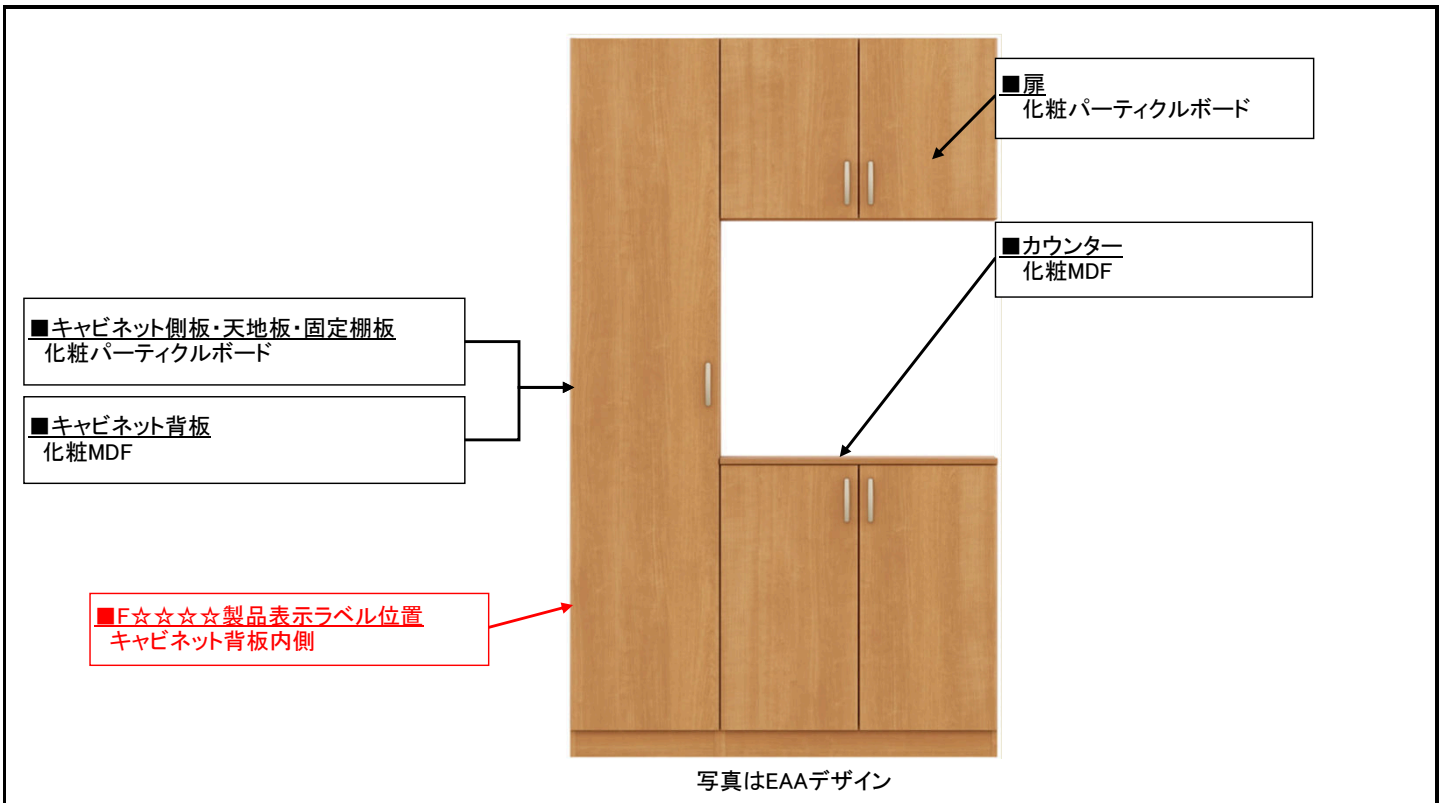 ■扉
化粧パーティクルボード
■カウンター
化粧MDF
■キャビネット側板・天地板・固定棚板
化粧パーティクルボード
■キャビネット背板
化粧MDF
■F☆☆☆☆製品表示ラベル位置
キャビネット背板内側
写真はEAAデザイン